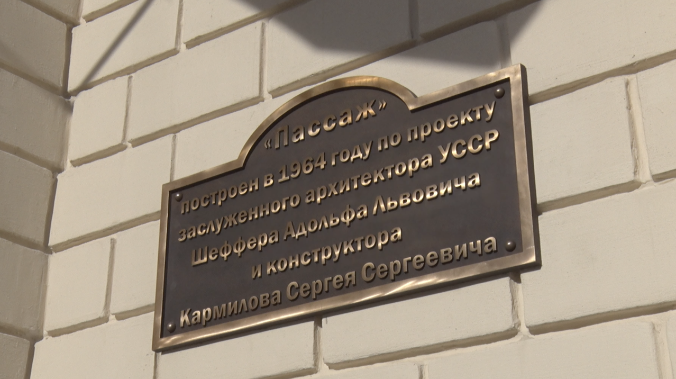 «Пассаж»
построен в 1964 году по проекту
заслуженного архитектора УССР
Шеффера Адольфа Львовича
и конструктора
Кармилова Сергея Сергеевича